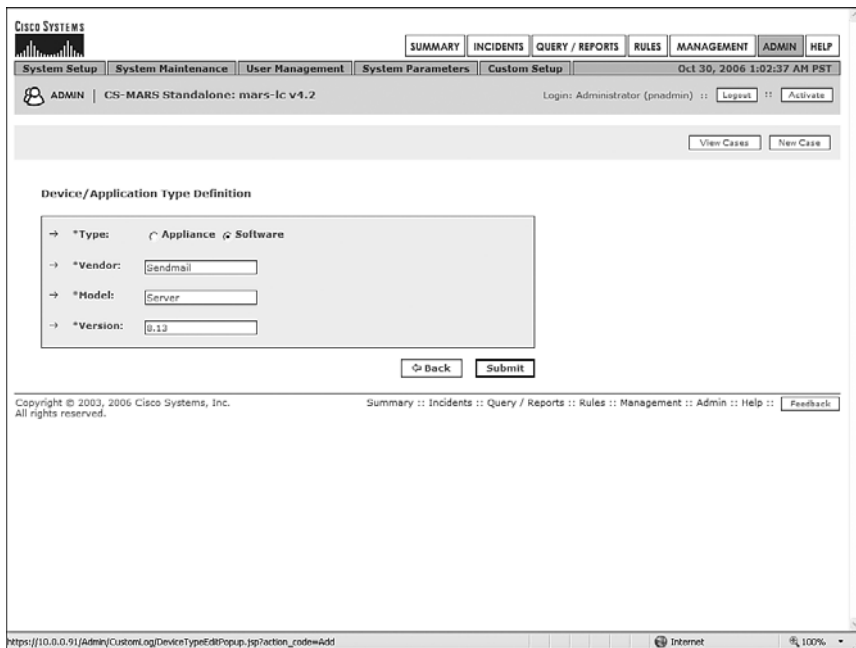 CISCO SYSTEMS
SUMMARY INCIDENTS QUERY / REPORTS RULES MANAGEMENT ADMIN HELP
System Setup System Maintenance User Management System Parameters Custom Setup Oct 30, 2006 1:02:37 AM PST
ADMIN | CS-MARS Standalone: mars-lc v4.2 Login: Administrator (pnadmin) :: Logout :: Activate
View Cases New Case
Device/Application Type Definition
→ *Type: Appliance Software
→ *Vendor: Sendmail
→ *Model: Server
→ *Version: 8.13
Back Submit
Copyright © 2003, 2006 Cisco Systems, Inc. Summary :: Incidents :: Query / Reports :: Rules :: Management :: Admin :: Help :: Feedback
All rights reserved.
https://10.0.0.91/Admin/CustomLog/DeviceTypeEditPopup.jsp?action_code=Add Internet 100%